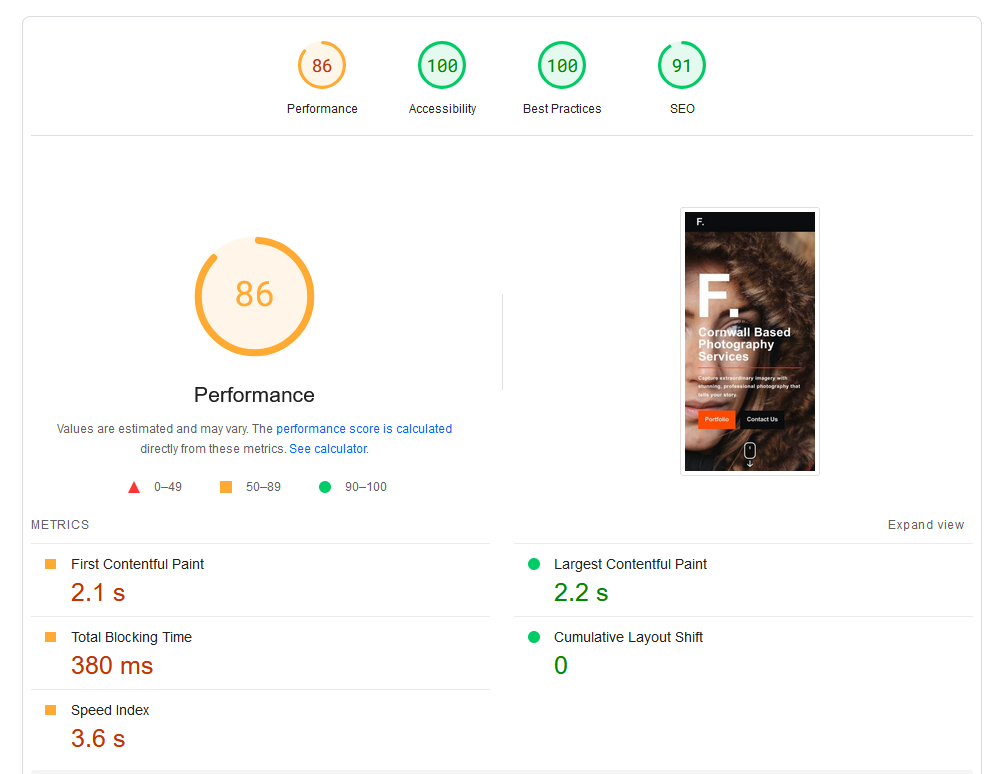 86
100
100
91
Performance
Accessibility
Best Practices
SEO
86
Performance
Values are estimated and may vary. The performance score is calculated
directly from these metrics. See calculator.
0–49
50–89
90–100
F.
F.
Cornwall Based
Photography
Services
Capture extraordinary imagery with
stunning, professional photography that
tells your story.
Portfolio
Contact Us
METRICS
Expand view
First Contentful Paint
2.1 s
Largest Contentful Paint
2.2 s
Total Blocking Time
380 ms
Cumulative Layout Shift
0
Speed Index
3.6 s